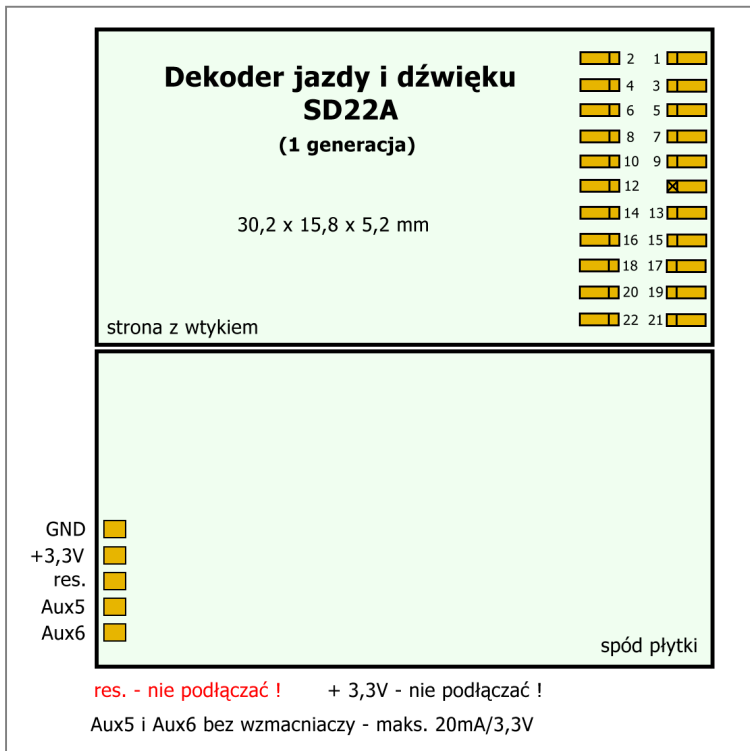 Dekoder jazdy i dźwięku
SD22A
(1 generacja)
30,2 x 15,8 x 5,2 mm
strona z wtykiem
2 1
4 3
6 5
8 7
10 9
12
14 13
16 15
18 17
20 19
22 21
GND
+3,3V
res.
Aux5
Aux6
spód płytki
res. - nie podłączać ! + 3,3V - nie podłączać !
Aux5 i Aux6 bez wzmacniaczy - maks. 20mA/3,3V